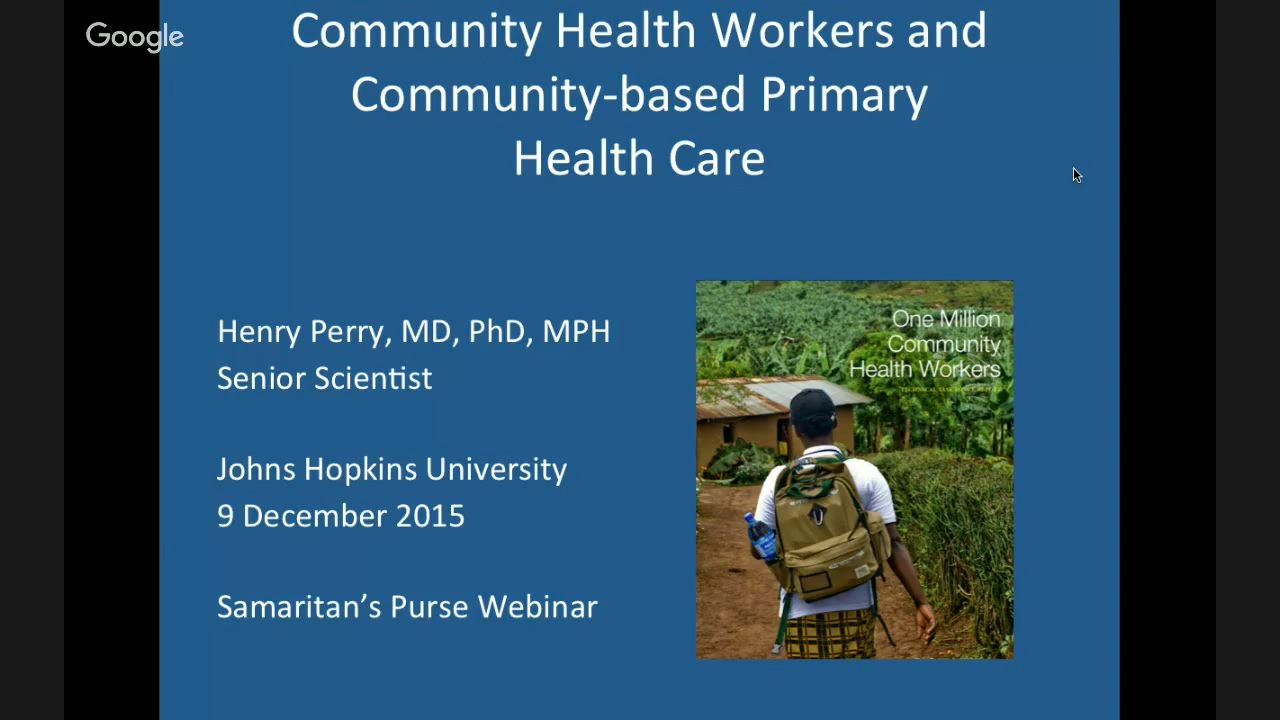 Google
Community Health Workers and
Community-based Primary
Health Care
Henry Perry, MD, PhD, MPH
Senior Scientist
Johns Hopkins University
9 December 2015
Samaritan’s Purse Webinar
One Million
Community
Health Workers